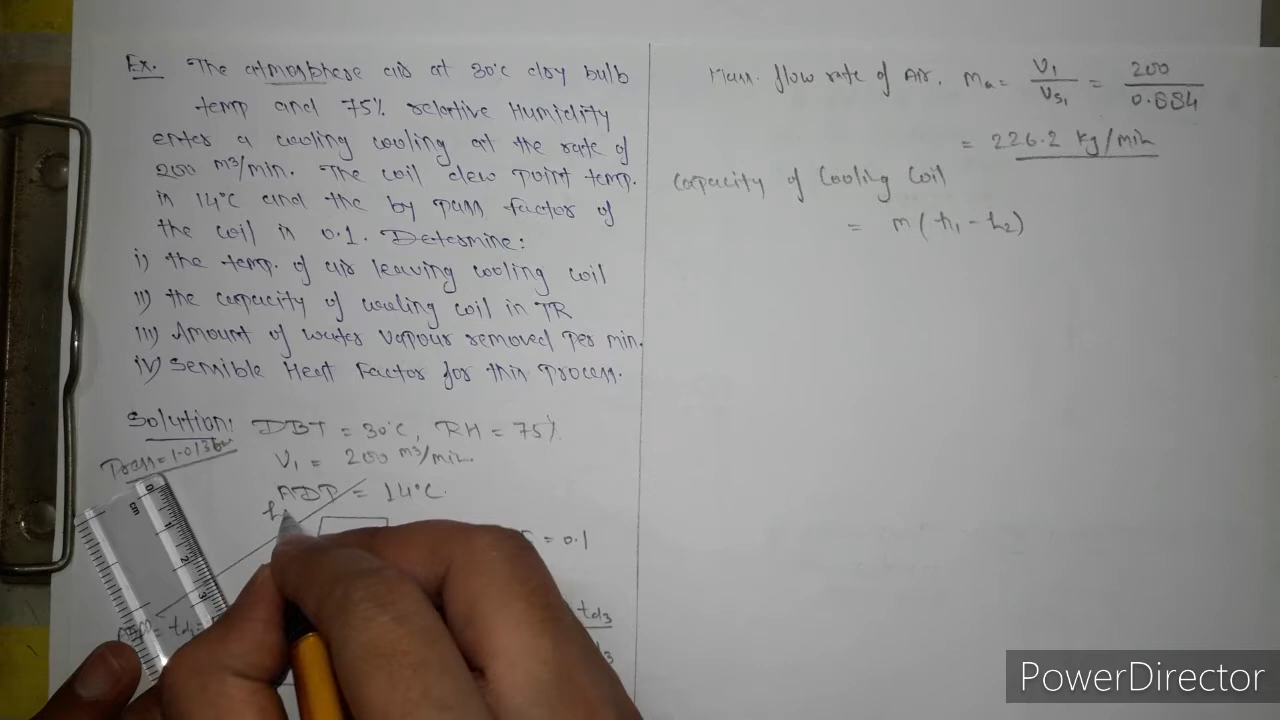 Ex. The atmosphere air at 30°c dry bulb
temp and 75% relative Humidity
enter a cooling cooling at the rate of
200 m³/min. The coil dew point temp.
is 14°C and the by pass factor of
the coil is 0.1. Determine:
i) the temp. of air leaving cooling coil
ii) the capacity of cooling coil in TR
iii) Amount of water vapour removed per min.
iv) Sensible Heat Factor for this process.
Solution: DBT = 30°C, RH = 75%
Press = 1.013 bar
V₁ = 200 m³/min.
ADP = 14°C.
h
= 0.1
td₃
Mass flow rate of Air, ma = V₁/Vs₁ = 200/0.884
= 226.2 kg/min
Capacity of Cooling Coil
= m(h₁ - h₂)
PowerDirector